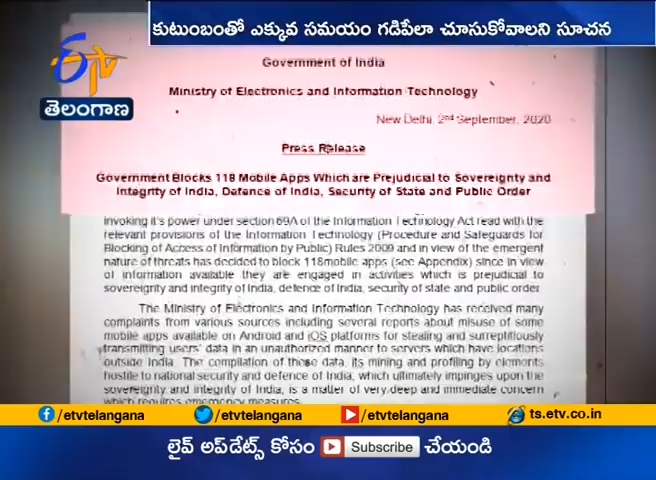 కుటుంబంతో ఎక్కువ సమయం గడిపేలా చూసుకోవాలని సూచన
ETV
తెలంగాణ
Government of India
Ministry of Electronics and Information Technology
New Delhi, 2nd September, 2020
Press Release
Government Blocks 118 Mobile Apps Which are Prejudicial to Sovereignty and
Integrity of India, Defence of India, Security of State and Public Order
invoking it's power under section 69A of the Information Technology Act read with the
relevant provisions of the Information Technology (Procedure and Safeguards for
Blocking of Access of Information by Public) Rules 2009 and in view of the emergent
nature of threats has decided to block 118mobile apps (see Appendix) since in view
of information available they are engaged in activities which is prejudicial to
sovereignty and integrity of India, defence of India, security of state and public order
The Ministry of Electronics and Information Technology has received many
complaints from various sources including several reports about misuse of some
mobile apps available on Android and iOS platforms for stealing and surreptitiously
transmitting users' data in an unauthorized manner to servers which have locations
outside India. The compilation of these data, its mining and profiling by elements
hostile to national security and defence of India, which ultimately impinges upon the
sovereignty and integrity of India, is a matter of very deep and immediate concern
which requires emergency measures.
/etvtelangana /etvtelangana /etvtelangana ts.etv.co.in
లైవ్ అప్‌డేట్స్ కోసం Subscribe చేయండి